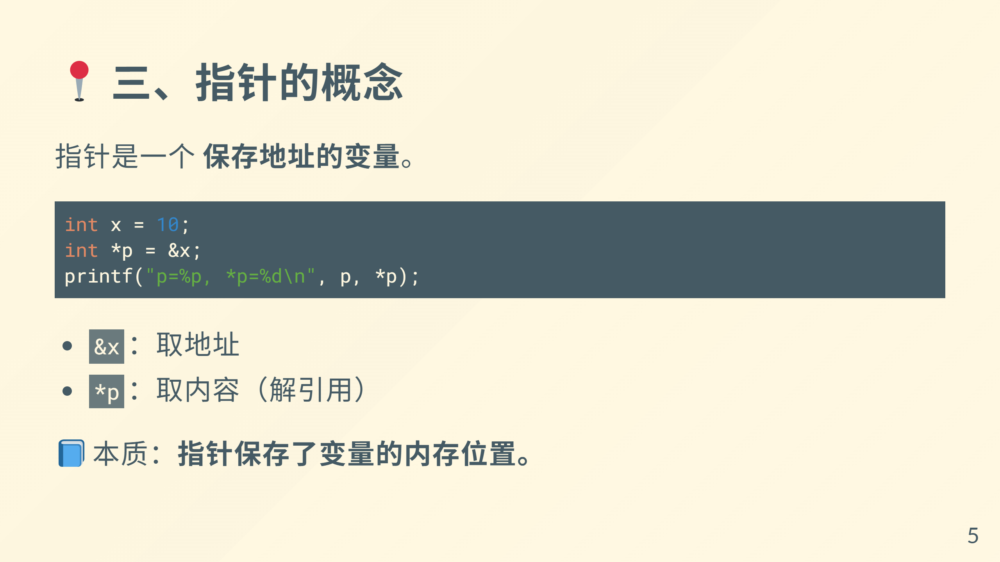 📍 三、指针的概念
指针是一个 保存地址的变量。
int x = 10;
int *p = &x;
printf("p=%p, *p=%d\n", p, *p);
• &x：取地址
• *p：取内容（解引用）
📘 本质：指针保存了变量的内存位置。
5